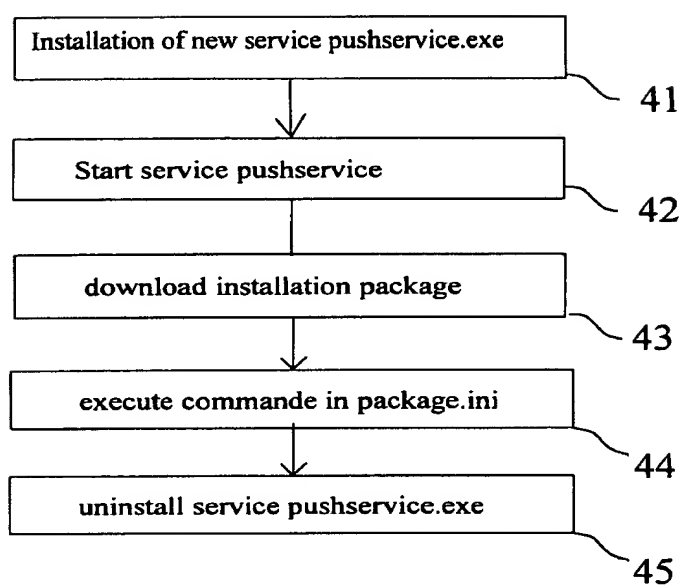 Installation of new service pushservice.exe
41
Start service pushservice
42
download installation package
43
execute commande in package.ini
44
uninstall service pushservice.exe
45